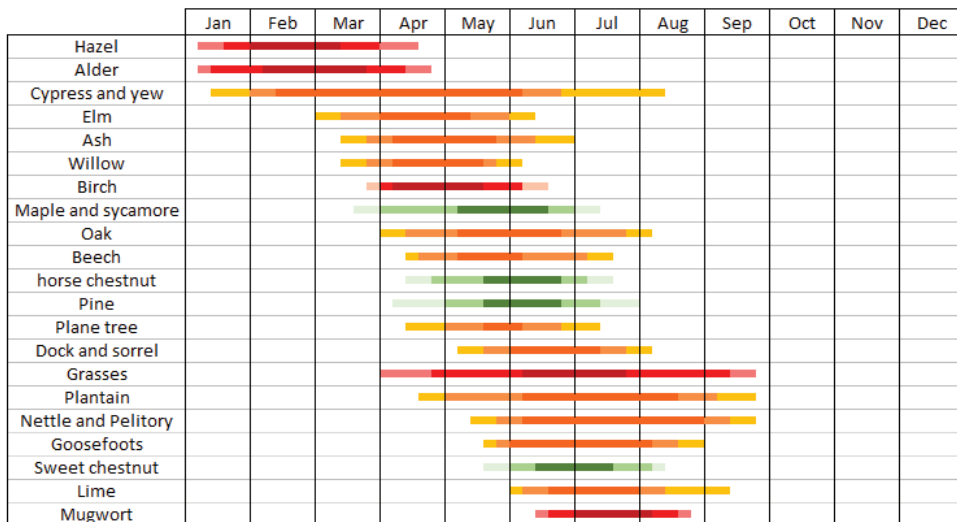 Jan Feb Mar Apr May Jun Jul Aug Sep Oct Nov Dec
Hazel
Alder
Cypress and yew
Elm
Ash
Willow
Birch
Maple and sycamore
Oak
Beech
horse chestnut
Pine
Plane tree
Dock and sorrel
Grasses
Plantain
Nettle and Pelitory
Goosefoots
Sweet chestnut
Lime
Mugwort